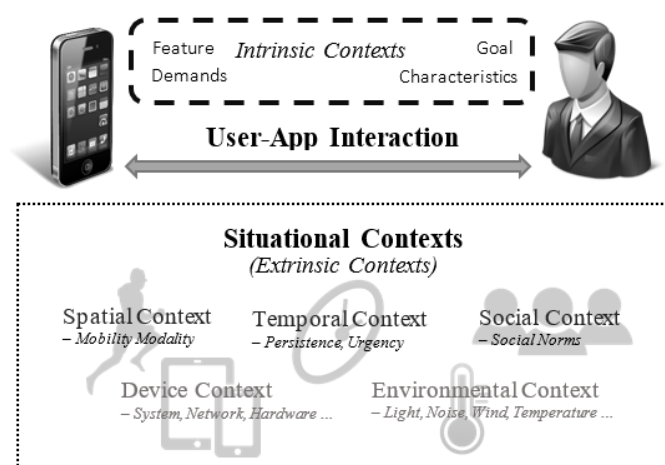 Feature Intrinsic Contexts Goal
Demands Characteristics
User-App Interaction
Situational Contexts
(Extrinsic Contexts)
Spatial Context
– Mobility Modality
Temporal Context
– Persistence, Urgency
Social Context
– Social Norms
Device Context
– System, Network, Hardware ...
Environmental Context
– Light, Noise, Wind, Temperature ...